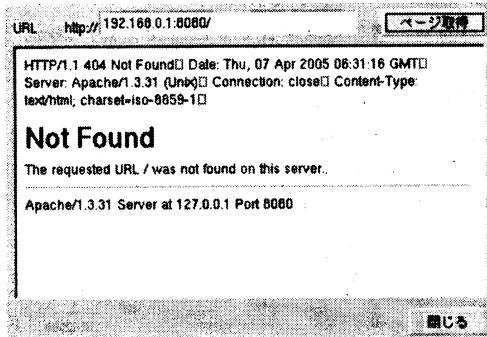 URL http:// 192.168.0.1:8080/ ページ取得
HTTP/1.1 404 Not Found□ Date: Thu, 07 Apr 2005 06:31:16 GMT□
Server: Apache/1.3.31 (Unix)□ Connection: close□ Content-Type:
text/html; charset=iso-8859-1□
Not Found
The requested URL / was not found on this server..
Apache/1.3.31 Server at 127.0.0.1 Port 8080
閉じる